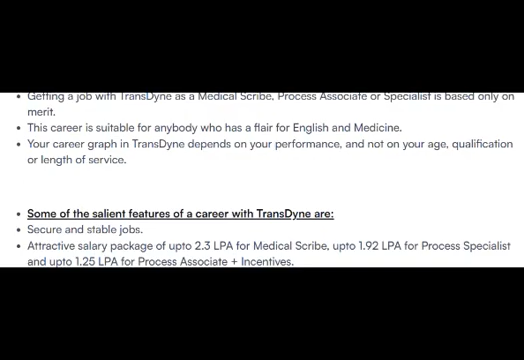 Getting a job with TransDyne as a Medical Scribe, Process Associate or Specialist is based only on
merit.
This career is suitable for anybody who has a flair for English and Medicine.
Your career graph in TransDyne depends on your performance, and not on your age, qualification
or length of service.
Some of the salient features of a career with TransDyne are:
Secure and stable jobs.
Attractive salary package of upto 2.3 LPA for Medical Scribe, upto 1.92 LPA for Process Specialist
and upto 1.25 LPA for Process Associate + Incentives.